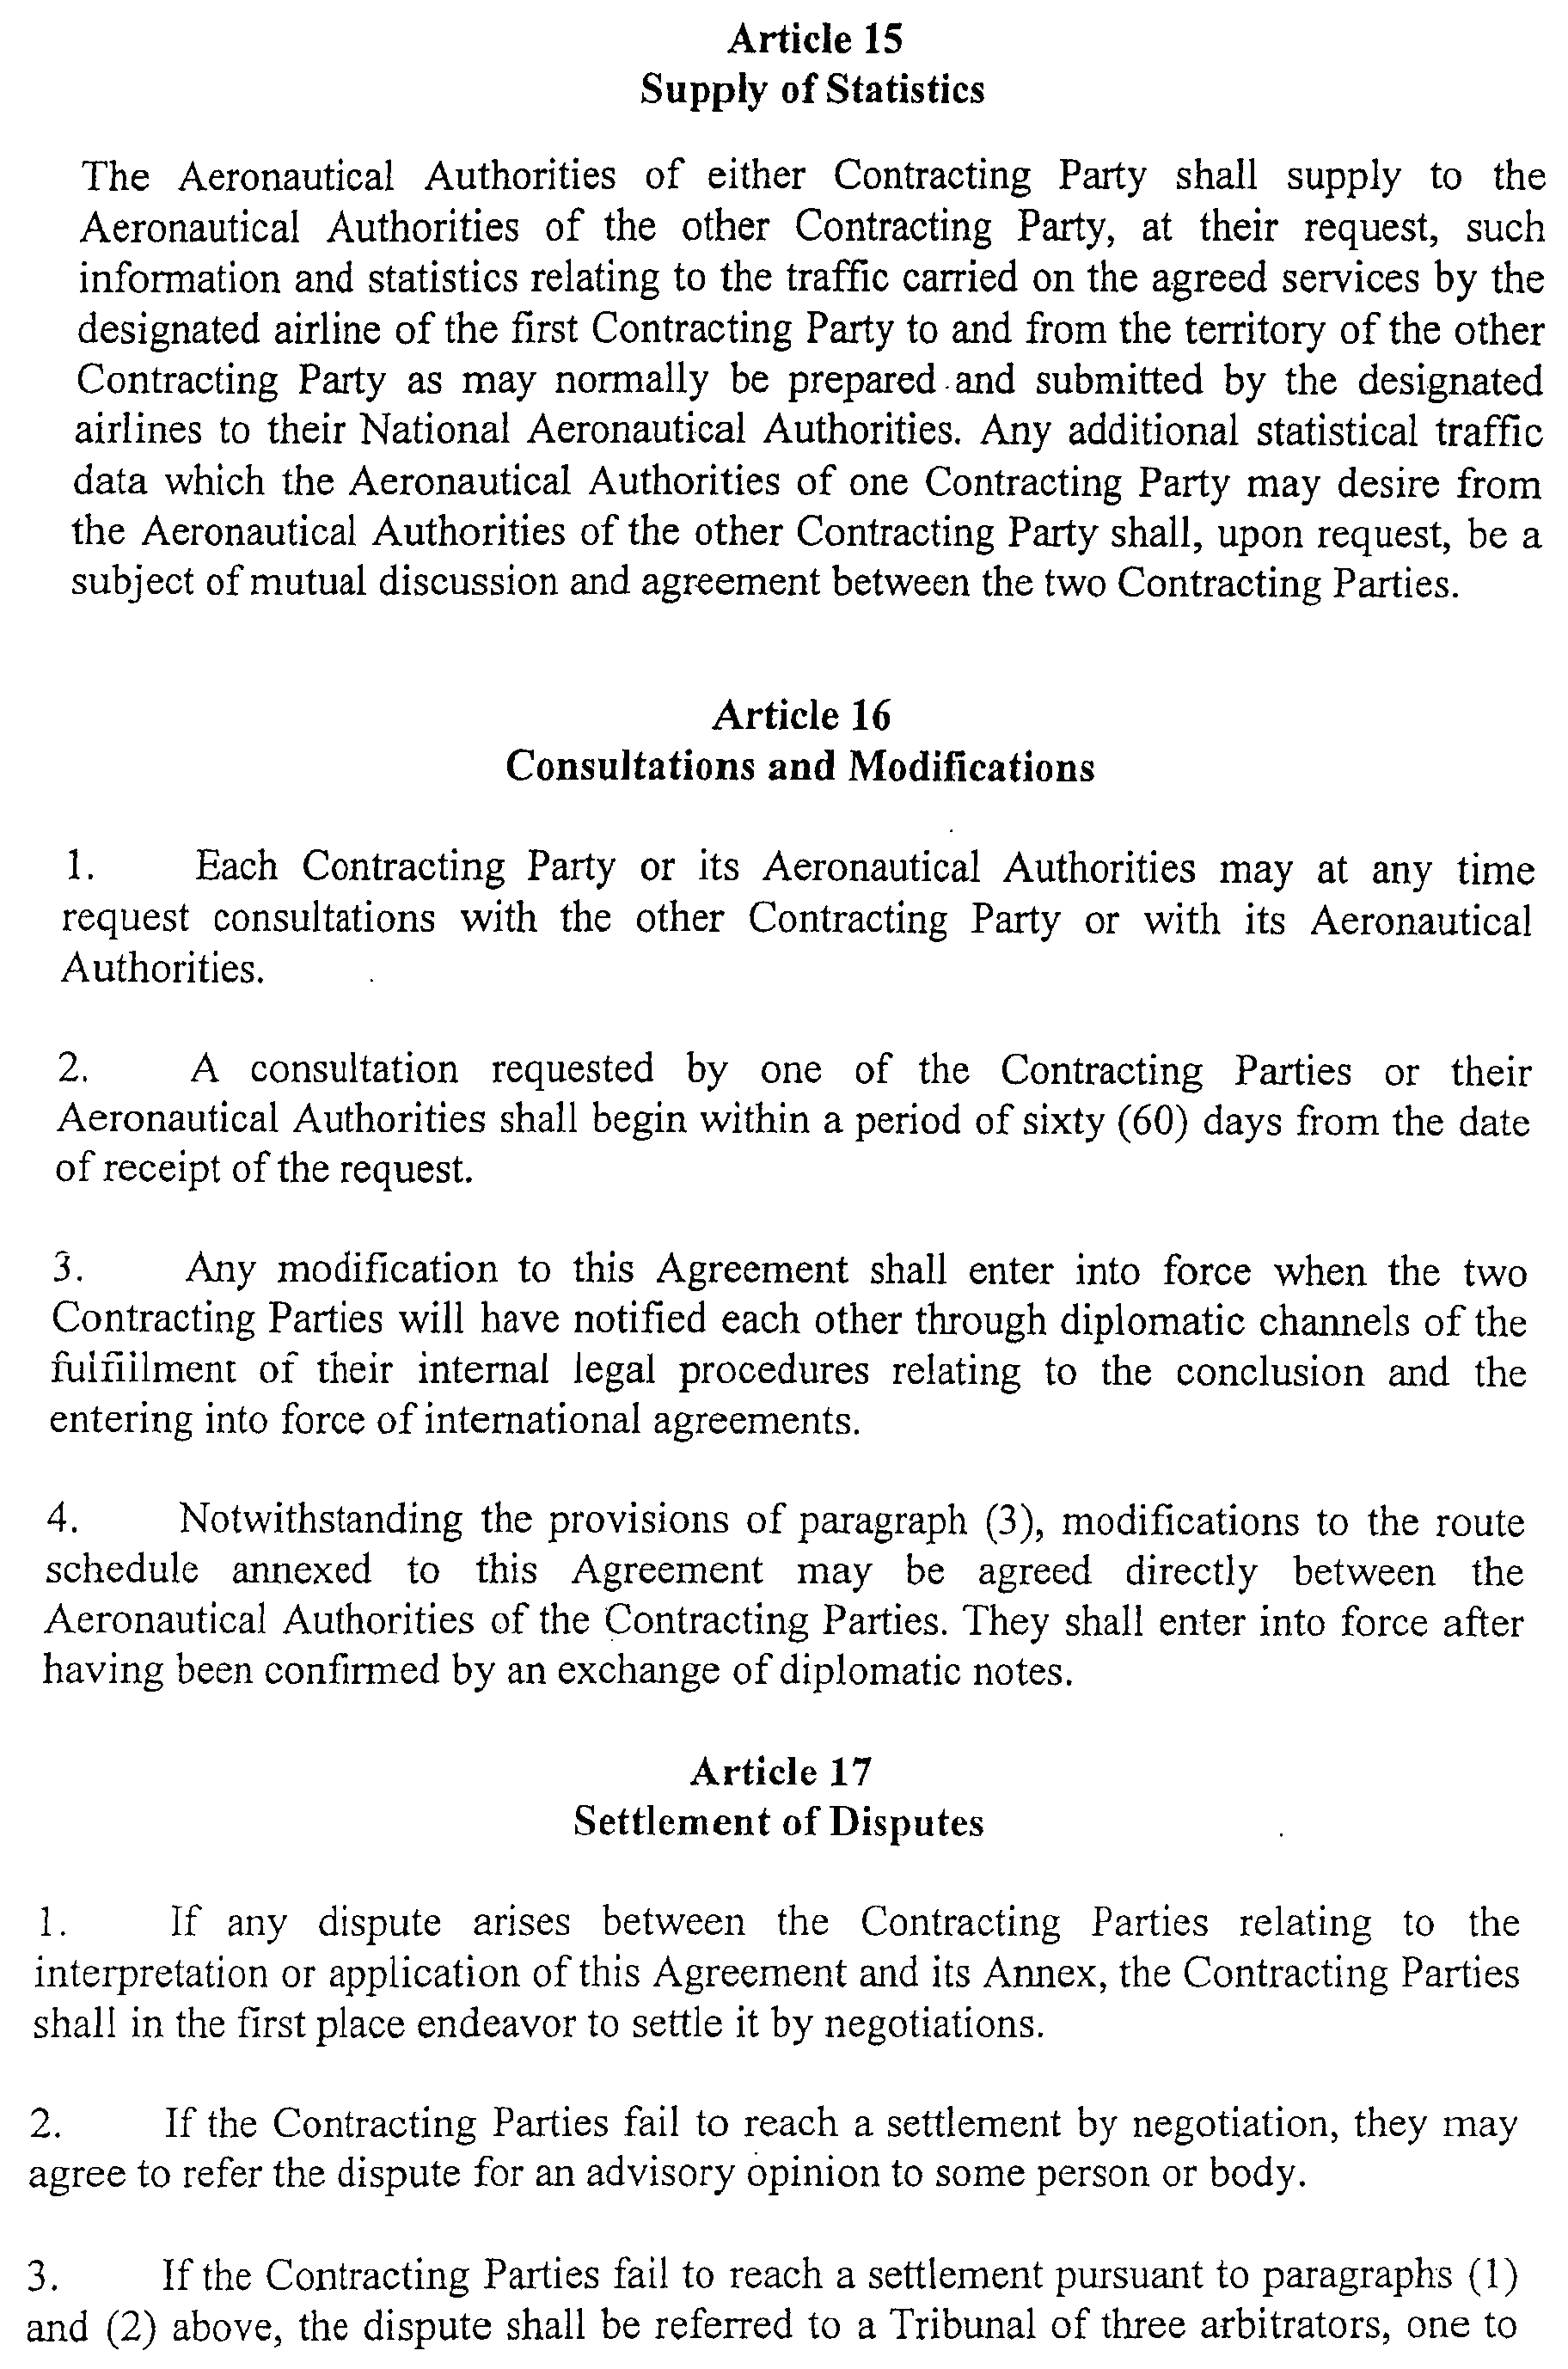 Article 15
Supply of Statistics
The Aeronautical Authorities of either Contracting Party shall supply to the
Aeronautical Authorities of the other Contracting Party, at their request, such
information and statistics relating to the traffic carried on the agreed services by the
designated airline of the first Contracting Party to and from the territory of the other
Contracting Party as may normally be prepared and submitted by the designated
airlines to their National Aeronautical Authorities. Any additional statistical traffic
data which the Aeronautical Authorities of one Contracting Party may desire from
the Aeronautical Authorities of the other Contracting Party shall, upon request, be a
subject of mutual discussion and agreement between the two Contracting Parties.
Article 16
Consultations and Modifications
1. Each Contracting Party or its Aeronautical Authorities may at any time
request consultations with the other Contracting Party or with its Aeronautical
Authorities.
2. A consultation requested by one of the Contracting Parties or their
Aeronautical Authorities shall begin within a period of sixty (60) days from the date
of receipt of the request.
3. Any modification to this Agreement shall enter into force when the two
Contracting Parties will have notified each other through diplomatic channels of the
fulfillment of their internal legal procedures relating to the conclusion and the
entering into force of international agreements.
4. Notwithstanding the provisions of paragraph (3), modifications to the route
schedule annexed to this Agreement may be agreed directly between the
Aeronautical Authorities of the Contracting Parties. They shall enter into force after
having been confirmed by an exchange of diplomatic notes.
Article 17
Settlement of Disputes
1. If any dispute arises between the Contracting Parties relating to the
interpretation or application of this Agreement and its Annex, the Contracting Parties
shall in the first place endeavor to settle it by negotiations.
2. If the Contracting Parties fail to reach a settlement by negotiation, they may
agree to refer the dispute for an advisory opinion to some person or body.
3. If the Contracting Parties fail to reach a settlement pursuant to paragraphs (1)
and (2) above, the dispute shall be referred to a Tribunal of three arbitrators, one to